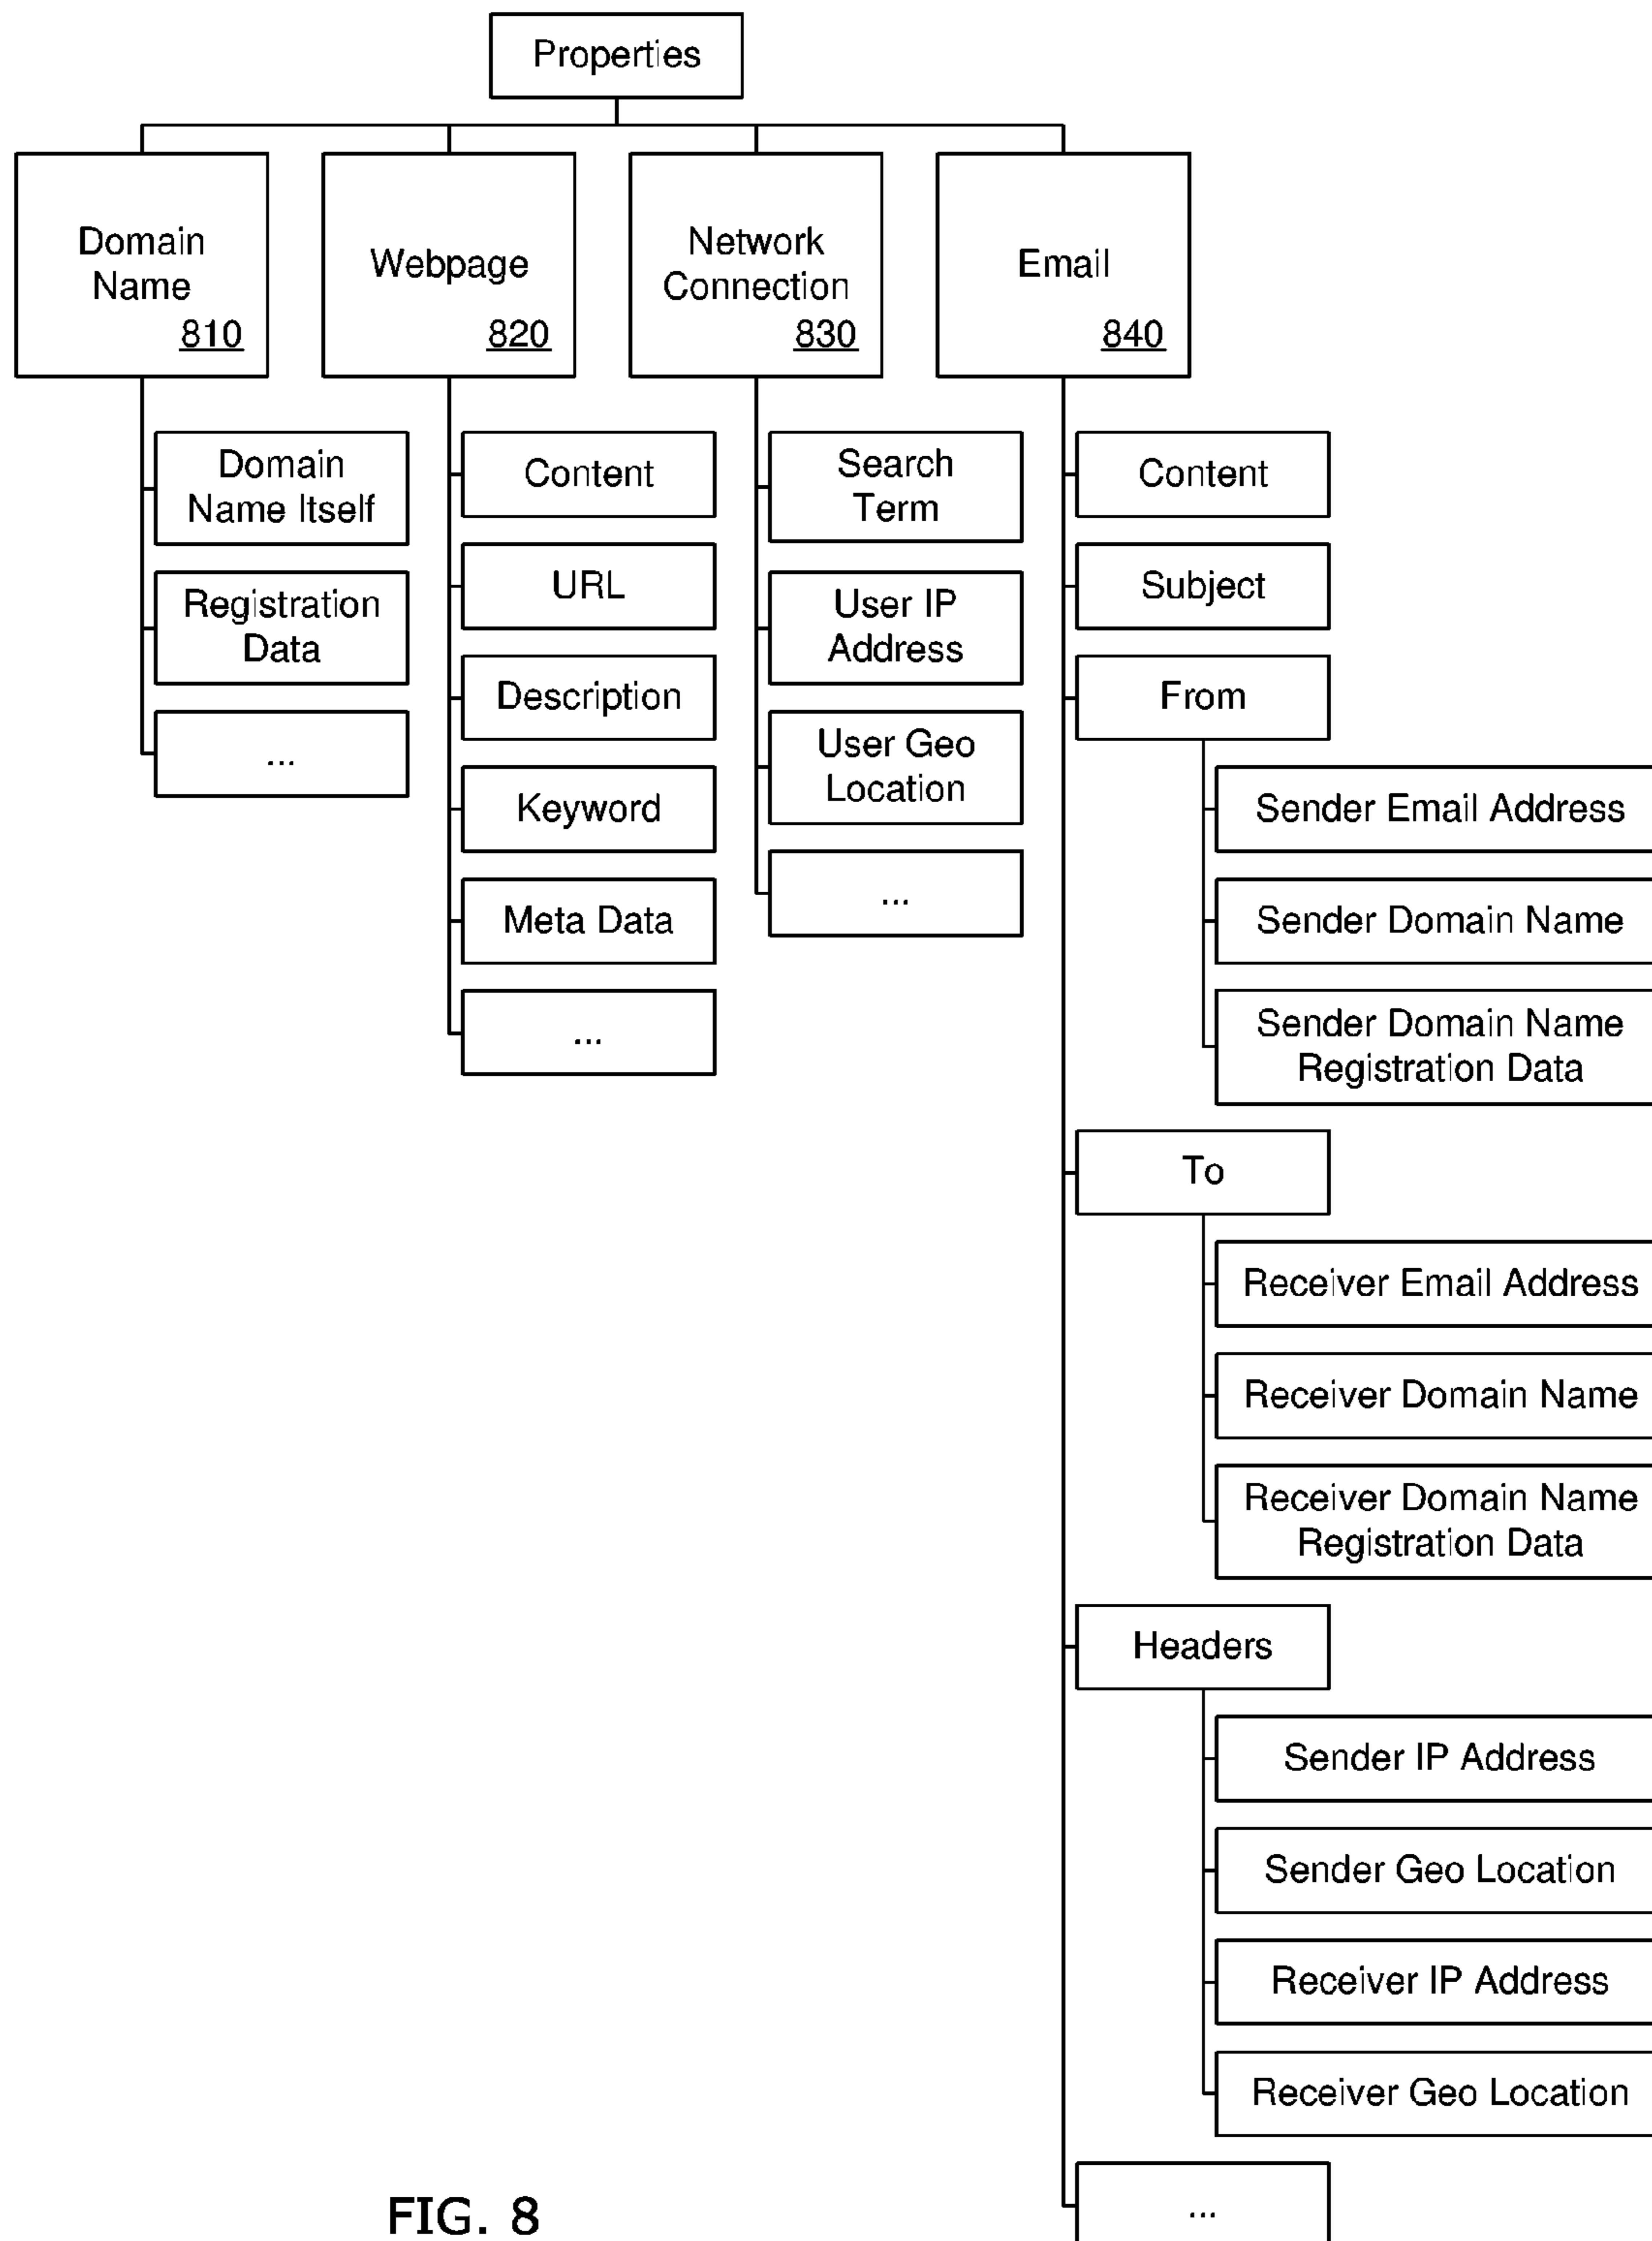 Properties
Domain
Name
810
Webpage
820
Network
Connection
830
Email
840
Domain
Name Itself
Registration
Data
...
Content
URL
Description
Keyword
Meta Data
...
Search
Term
User IP
Address
User Geo
Location
...
Content
Subject
From
Sender Email Address
Sender Domain Name
Sender Domain Name
Registration Data
To
Receiver Email Address
Receiver Domain Name
Receiver Domain Name
Registration Data
Headers
Sender IP Address
Sender Geo Location
Receiver IP Address
Receiver Geo Location
...
FIG. 8